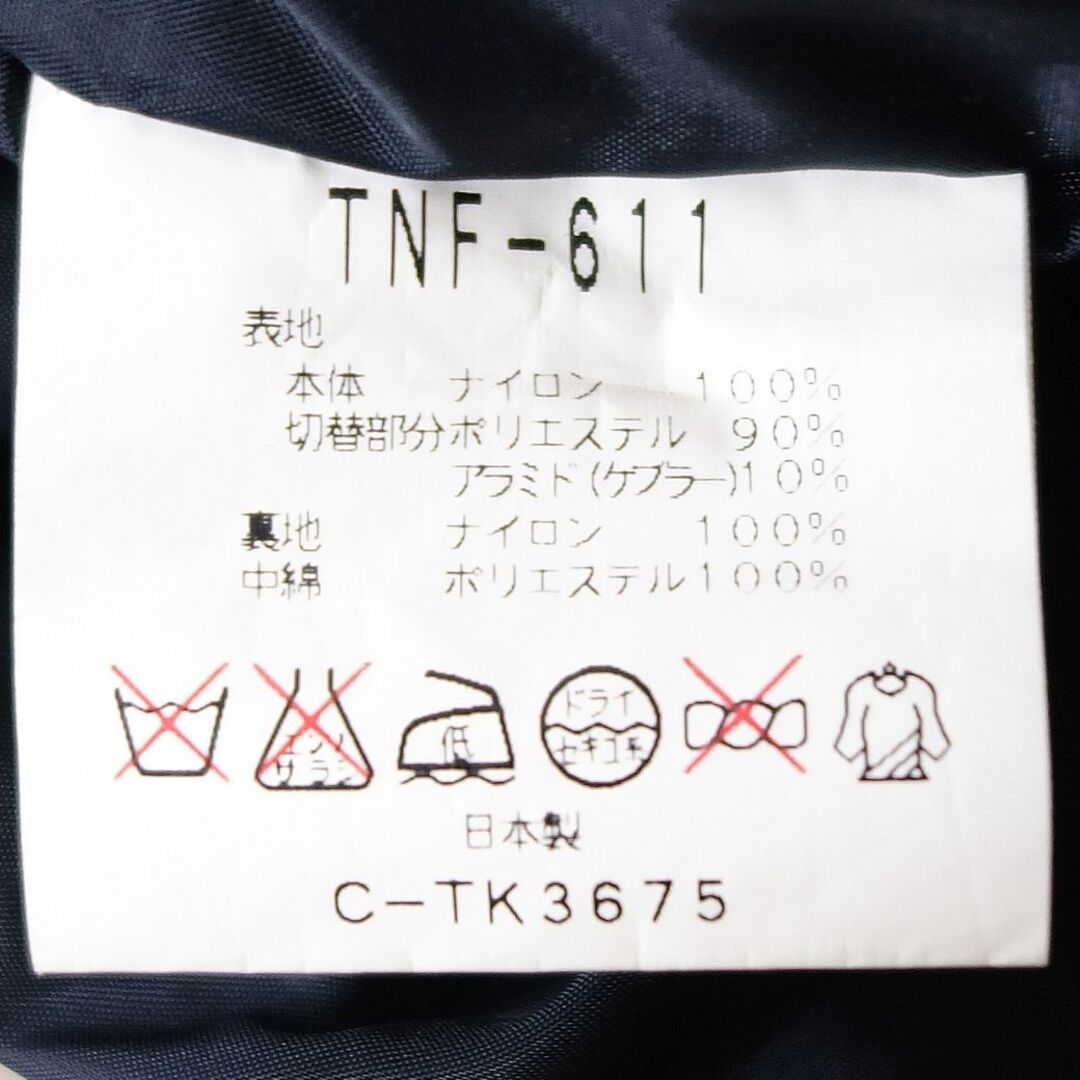 TNF-611
表地
本体 ナイロン 100%
切替部分ポリエステル 90%
アラミド(ケブラー)10%
裏地 ナイロン 100%
中綿 ポリエステル100%
エンソ
サラシ
低
ドライ
セキユ系
日本製
C-TK3675